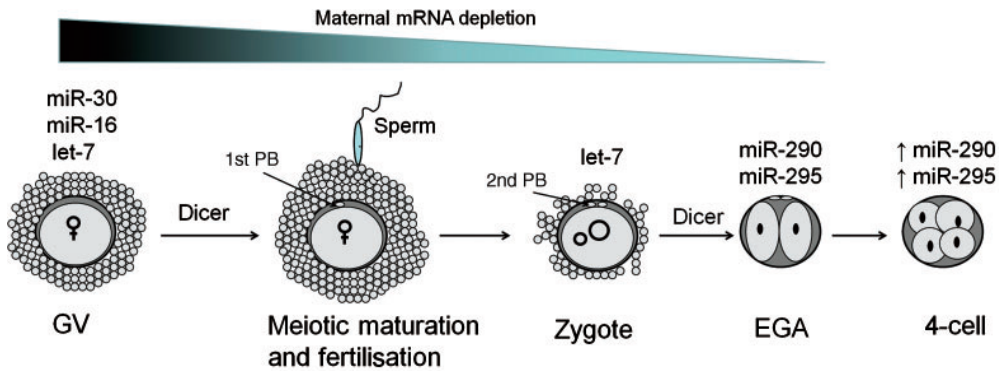 Maternal mRNA depletion
miR-30
miR-16
let-7
Sperm
1st PB
let-7
2nd PB
miR-290
miR-295
↑ miR-290
↑ miR-295
Dicer
Dicer
GV
Meiotic maturation
and fertilisation
Zygote
EGA
4-cell